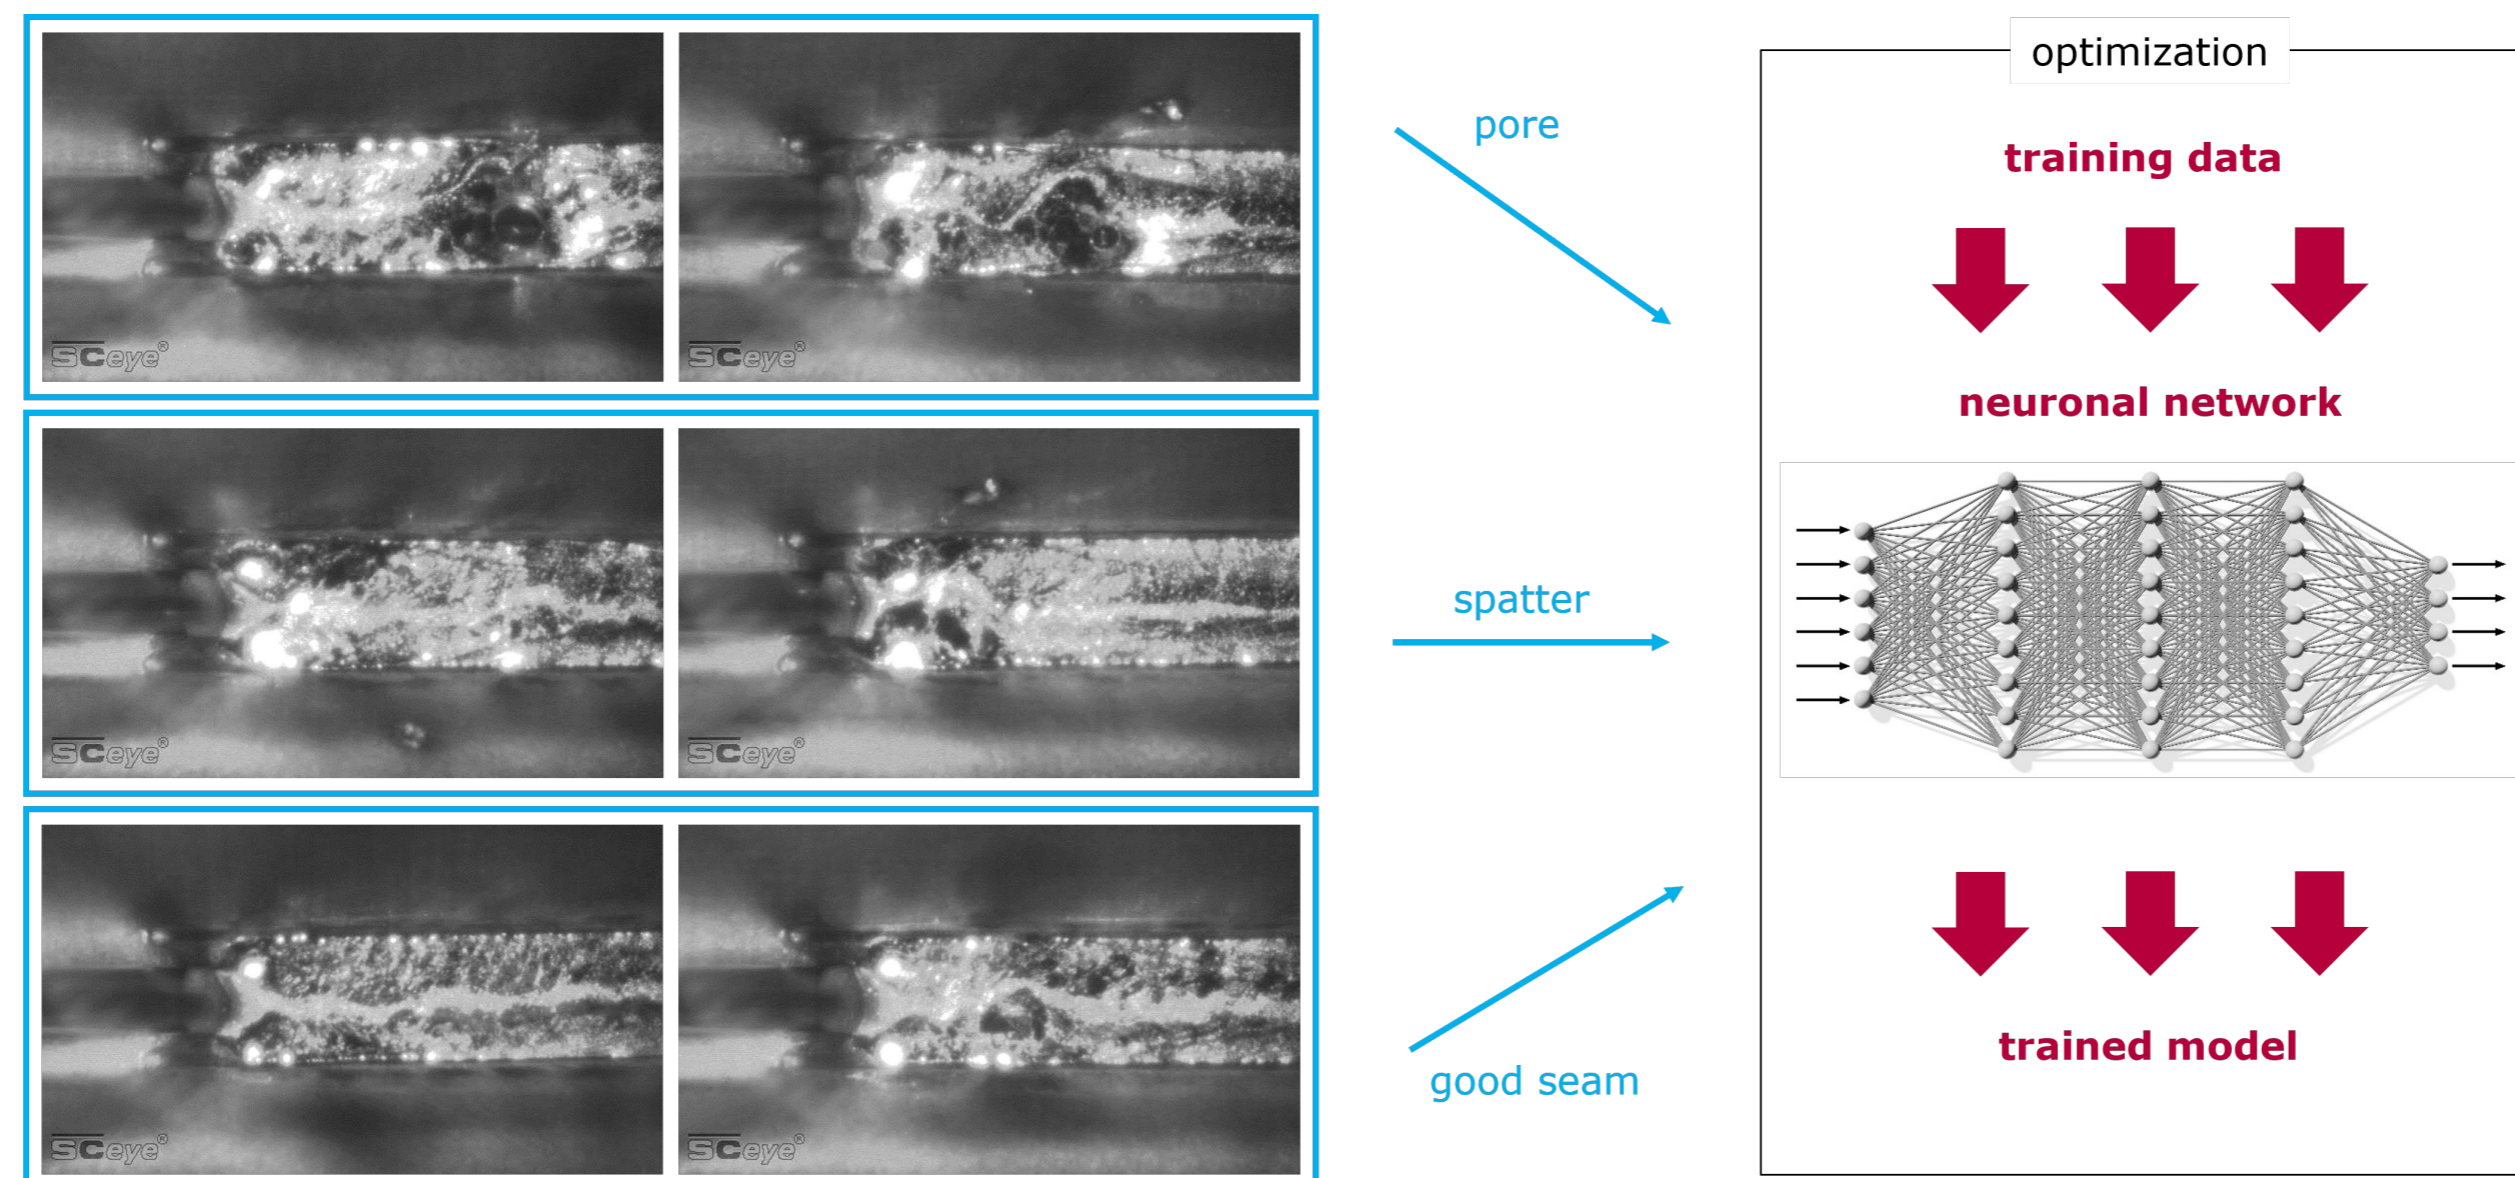 optimization
pore
training data
SCeye®
SCeye®
neuronal network
spatter
SCeye®
SCeye®
trained model
good seam
SCeye®
SCeye®